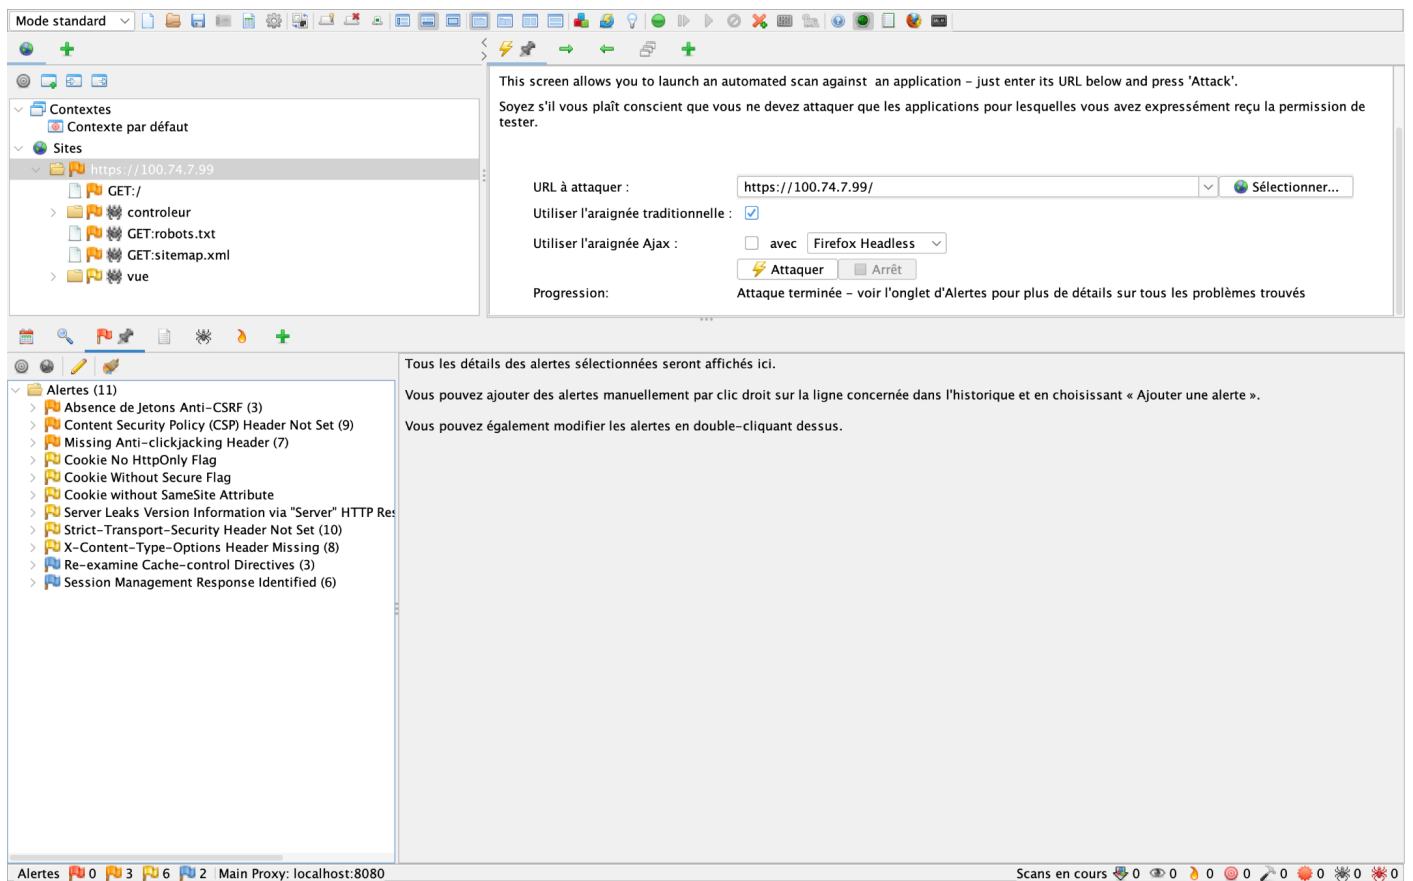 Mode standard
This screen allows you to launch an automated scan against  an application – just enter its URL below and press 'Attack'.
Soyez s'il vous plaît conscient que vous ne devez attaquer que les applications pour lesquelles vous avez expressément reçu la permission de
tester.
Contextes
Contexte par défaut
Sites
https://100.74.7.99
GET:/
controleur
GET:robots.txt
GET:sitemap.xml
vue
URL à attaquer :
https://100.74.7.99/
Sélectionner...
Utiliser l'araignée traditionnelle :
Utiliser l'araignée Ajax :
avec
Firefox Headless
Attaquer
Arrêt
Progression:
Attaque terminée – voir l'onglet d'Alertes pour plus de détails sur tous les problèmes trouvés
Alertes (11)
Absence de Jetons Anti-CSRF (3)
Content Security Policy (CSP) Header Not Set (9)
Missing Anti-clickjacking Header (7)
Cookie No HttpOnly Flag
Cookie Without Secure Flag
Cookie without SameSite Attribute
Server Leaks Version Information via "Server" HTTP Res
Strict-Transport-Security Header Not Set (10)
X-Content-Type-Options Header Missing (8)
Re-examine Cache-control Directives (3)
Session Management Response Identified (6)
Tous les détails des alertes sélectionnées seront affichés ici.
Vous pouvez ajouter des alertes manuellement par clic droit sur la ligne concernée dans l'historique et en choisissant « Ajouter une alerte ».
Vous pouvez également modifier les alertes en double-cliquant dessus.
Alertes 0 3 6 2 Main Proxy: localhost:8080
Scans en cours 0 0 0 0 0 0 0 0